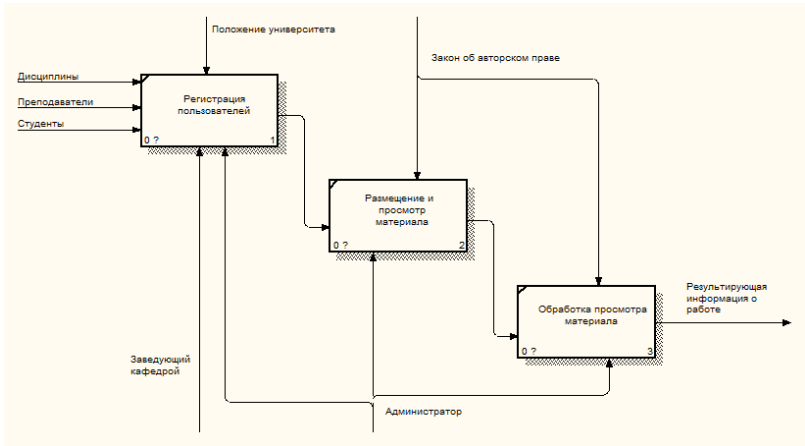 Положение университета
Закон об авторском праве
Дисциплины
Преподаватели
Студенты
Регистрация
пользователей
0 ?
1
Размещение и
просмотр
материала
0 ?
2
Обработка просмотра
материала
0 ?
3
Результирующая
информация о
работе
Заведующий
кафедрой
Администратор